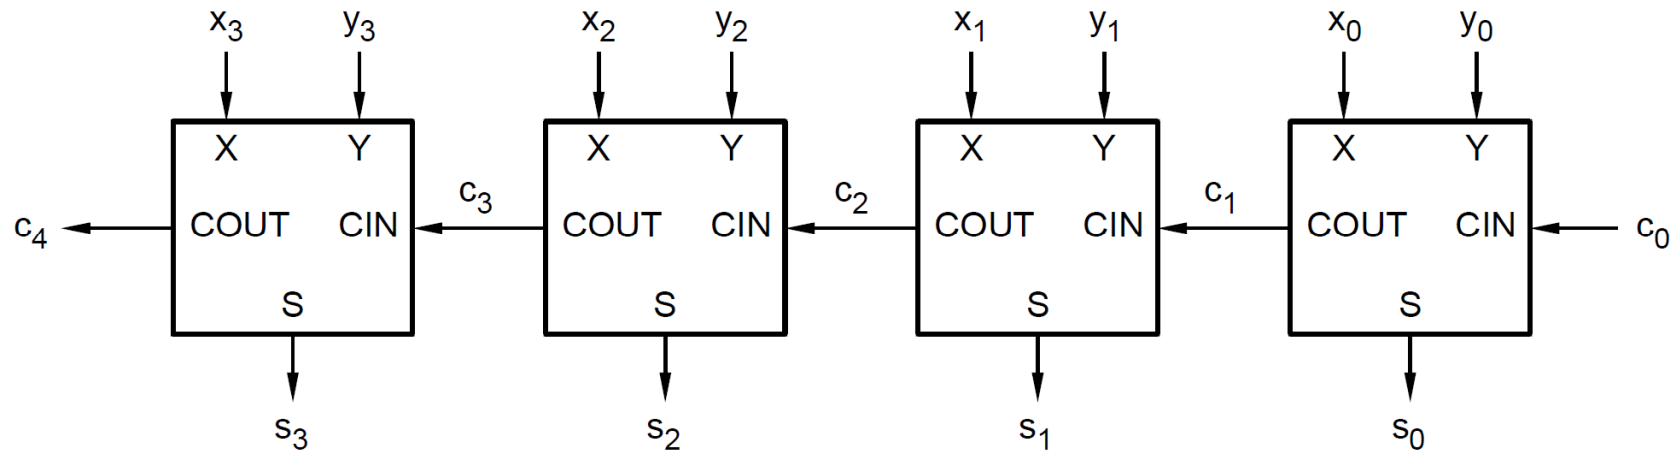 x3 y3 x2 y2 x1 y1 x0 y0
X Y X Y X Y X Y
c4 COUT CIN c3 COUT CIN c2 COUT CIN c1 COUT CIN c0
S S S S
s3 s2 s1 s0